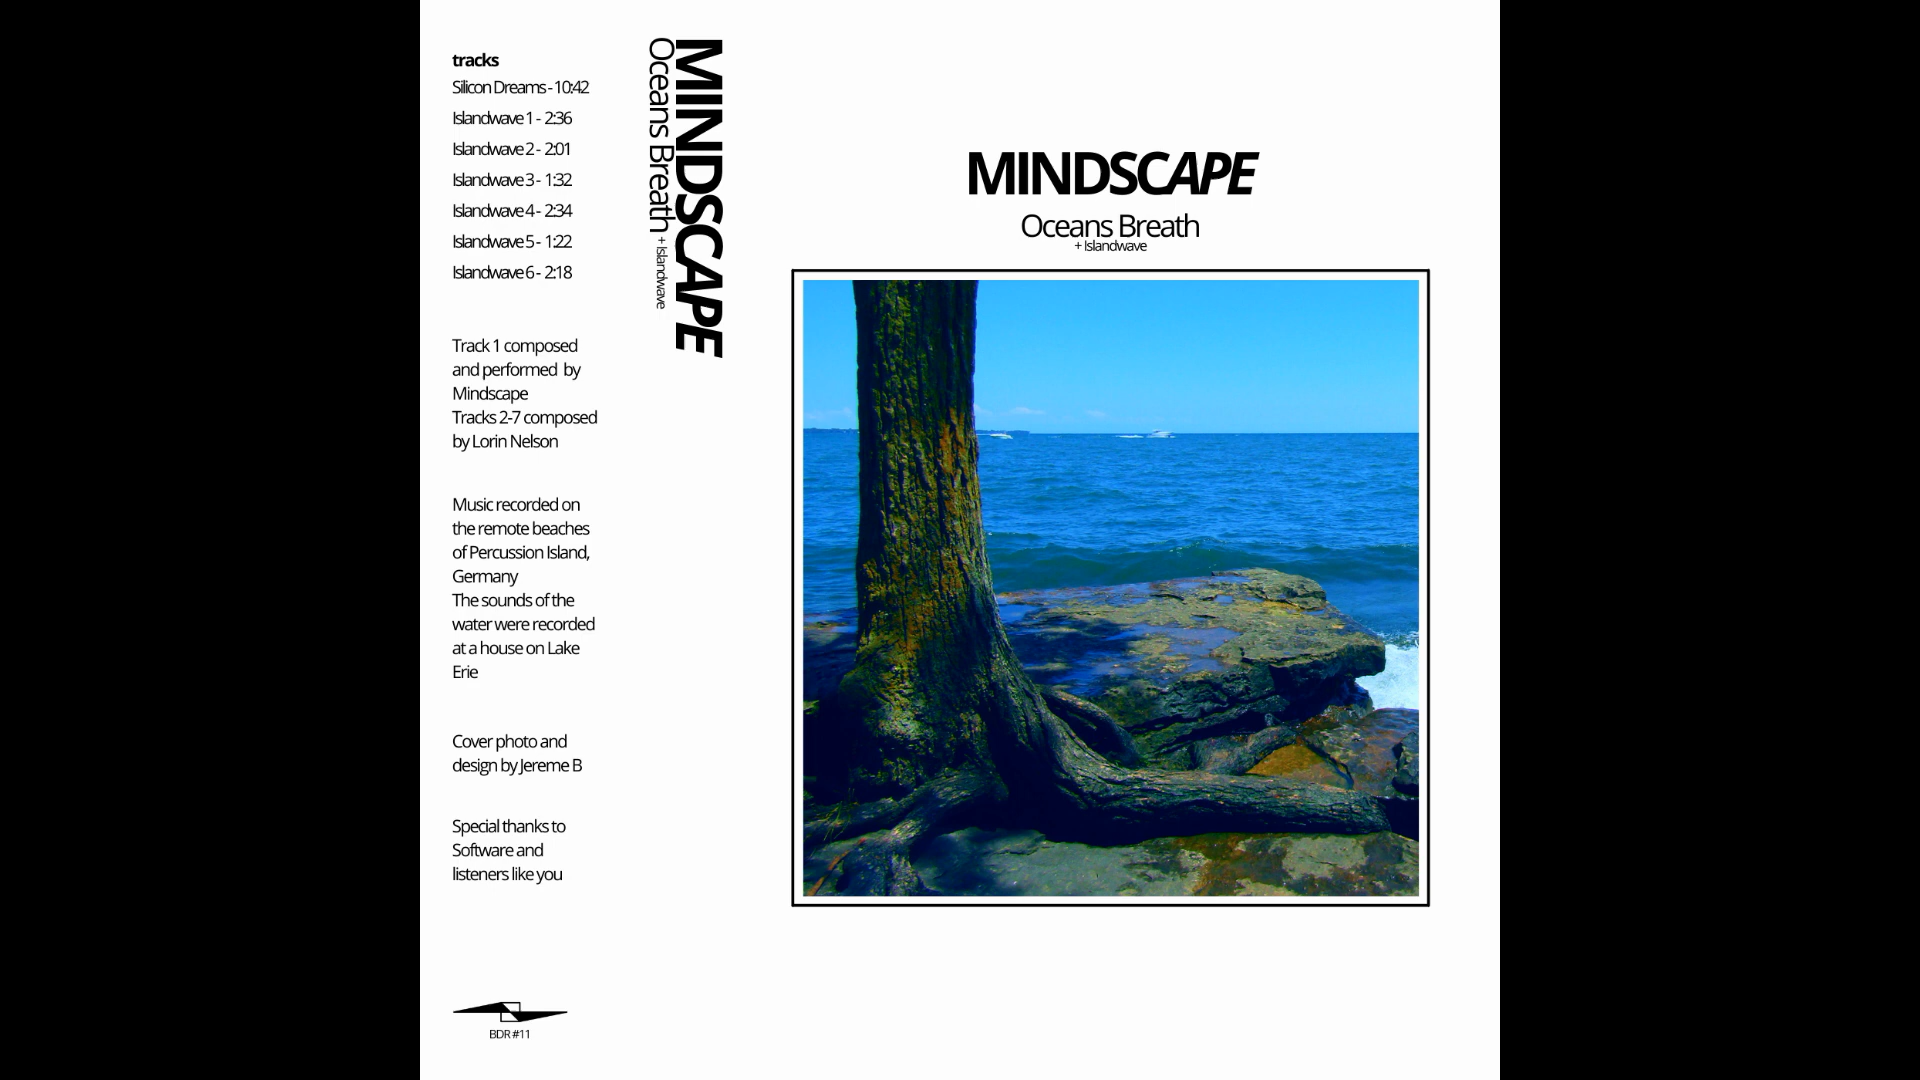 tracks
Silicon Dreams - 10:42
Islandwave 1 - 2:36
Islandwave 2 - 2:01
Islandwave 3 - 1:32
Islandwave 4 - 2:34
Islandwave 5 - 1:22
Islandwave 6 - 2:18
Track 1 composed
and performed by
Mindscape
Tracks 2-7 composed
by Lorin Nelson
Music recorded on
the remote beaches
of Percussion Island,
Germany
The sounds of the
water were recorded
at a house on Lake
Erie
Cover photo and
design by Jereme B
Special thanks to
Software and
listeners like you
BDR #11
MINDSCAPE
Oceans Breath + Islandwave
MINDSCAPE
Oceans Breath
+ Islandwave